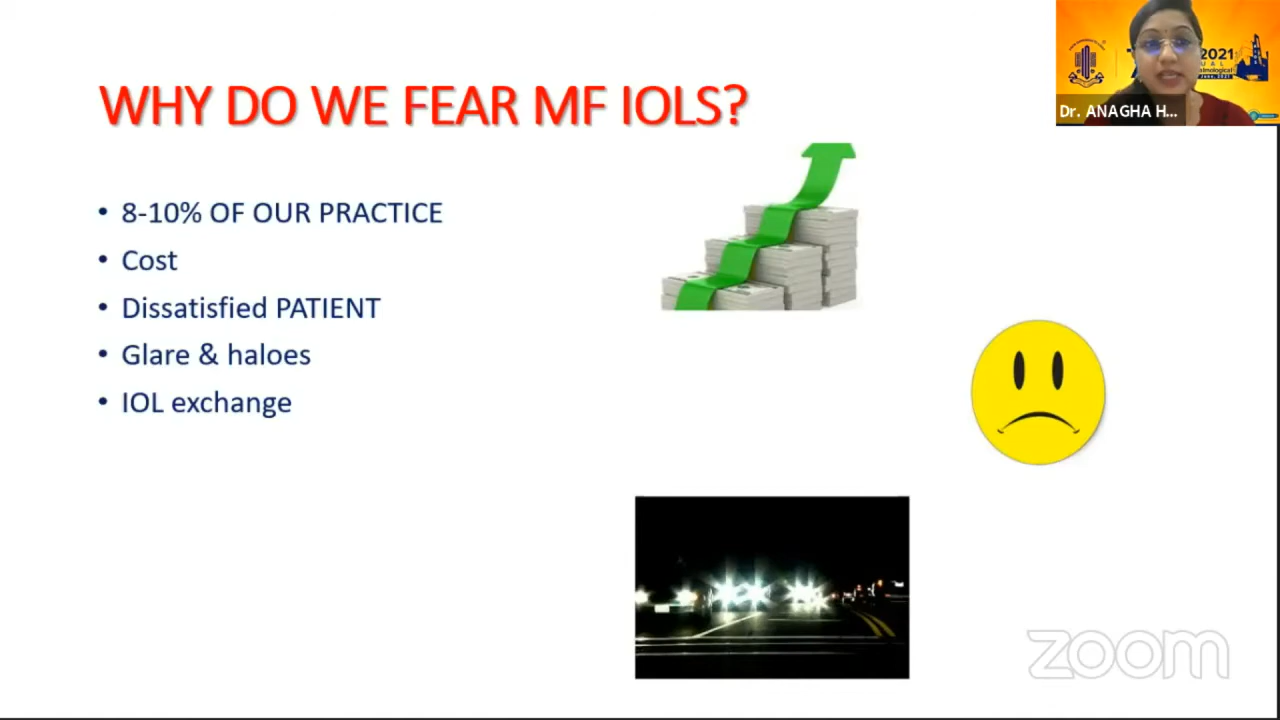 WHY DO WE FEAR MF IOLS?
• 8-10% OF OUR PRACTICE
• Cost
• Dissatisfied PATIENT
• Glare & haloes
• IOL exchange
2021
Dr. ANAGHA H...
zoom